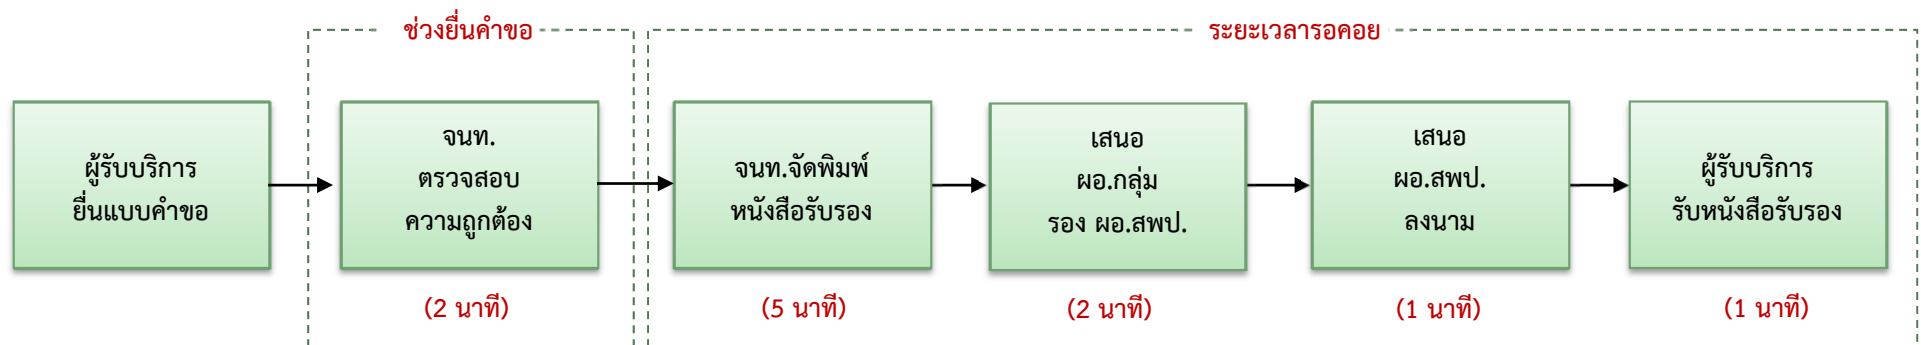 ช่วงยื่นคำขอ
ระยะเวลารอคอย
ผู้รับบริการ
ยื่นแบบคำขอ
จนท.
ตรวจสอบ
ความถูกต้อง
(2 นาที)
จนท.จัดพิมพ์
หนังสือรับรอง
(5 นาที)
เสนอ
ผอ.กลุ่ม
รอง ผอ.สพป.
(2 นาที)
เสนอ
ผอ.สพป.
ลงนาม
(1 นาที)
ผู้รับบริการ
รับหนังสือรับรอง
(1 นาที)